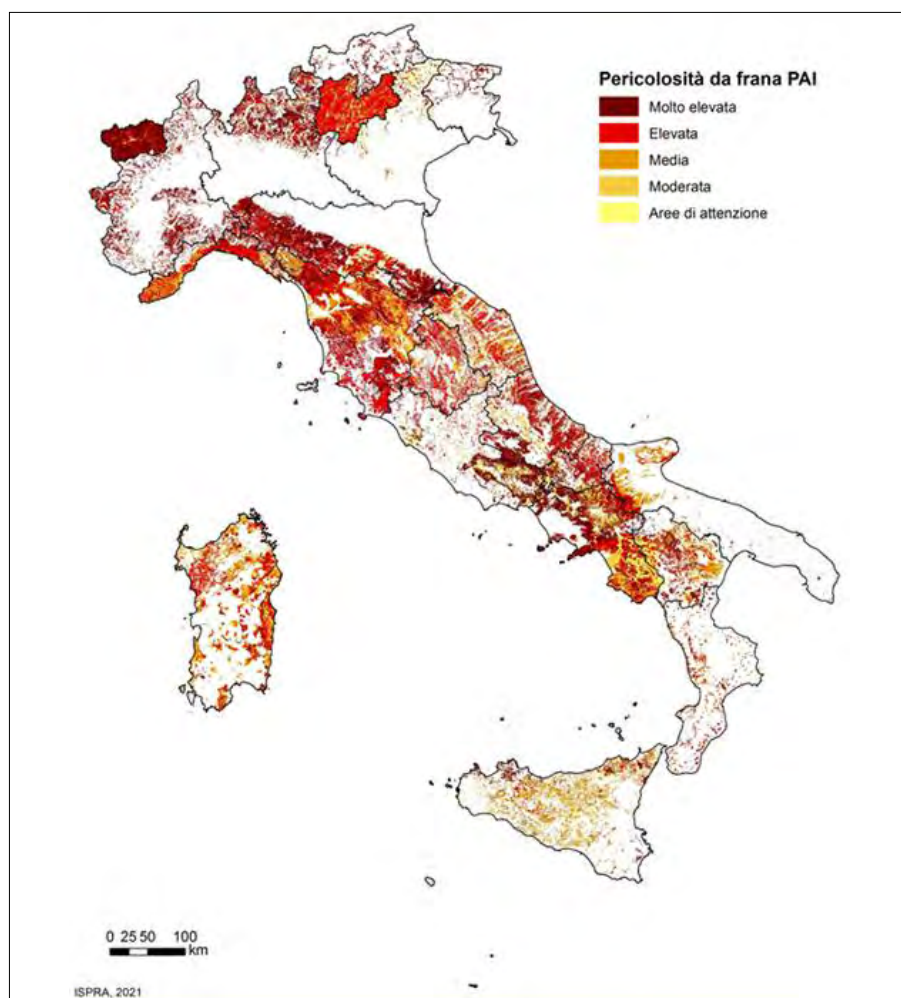 Pericolosità da frana PAI
Molto elevata
Elevata
Media
Moderata
Aree di attenzione
0 25 50 100
km
ISPRA, 2021